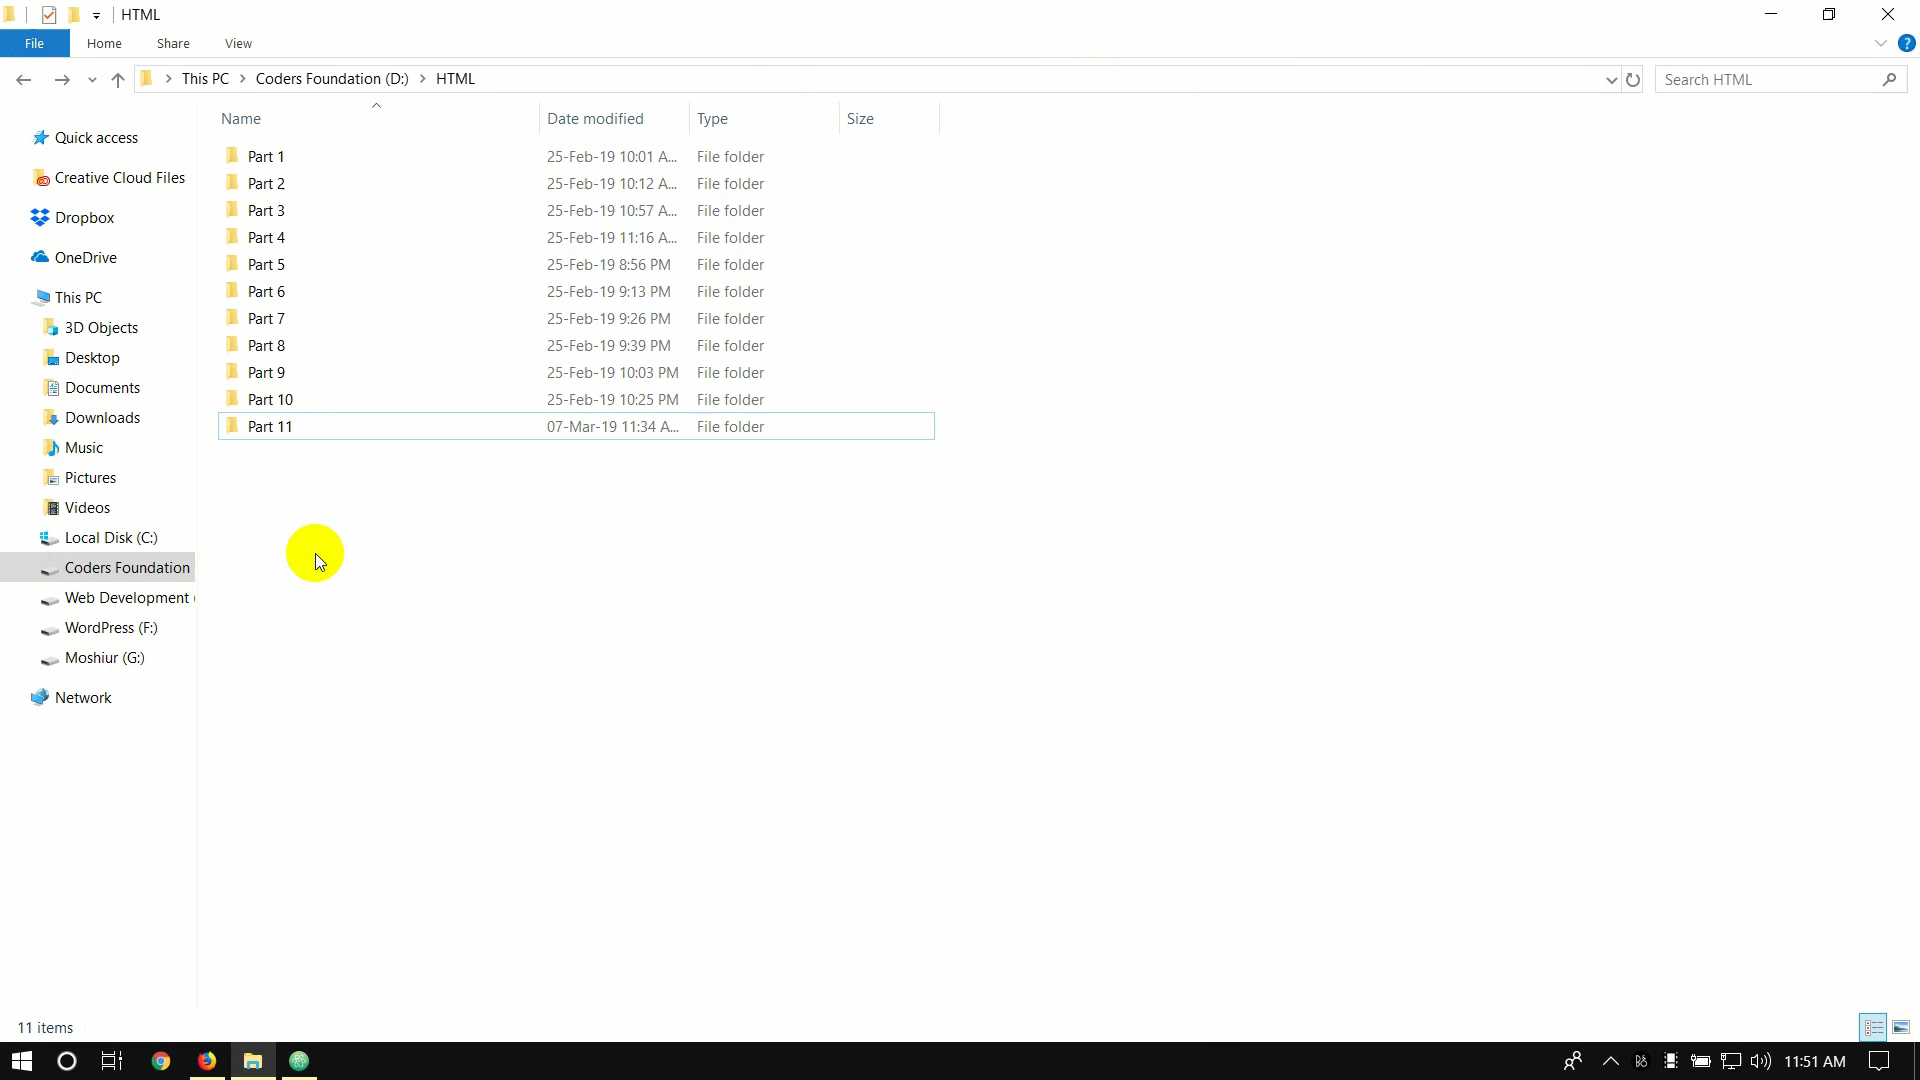 HTML
File Home Share View
This PC Coders Foundation (D:) HTML
Search HTML
Name Date modified Type Size
Quick access
Creative Cloud Files
Dropbox
OneDrive
This PC
3D Objects
Desktop
Documents
Downloads
Music
Pictures
Videos
Local Disk (C:)
Coders Foundation
Web Development (
WordPress (F:)
Moshiur (G:)
Network
Part 1 25-Feb-19 10:01 A... File folder
Part 2 25-Feb-19 10:12 A... File folder
Part 3 25-Feb-19 10:57 A... File folder
Part 4 25-Feb-19 11:16 A... File folder
Part 5 25-Feb-19 8:56 PM File folder
Part 6 25-Feb-19 9:13 PM File folder
Part 7 25-Feb-19 9:26 PM File folder
Part 8 25-Feb-19 9:39 PM File folder
Part 9 25-Feb-19 10:03 PM File folder
Part 10 25-Feb-19 10:25 PM File folder
Part 11 07-Mar-19 11:34 A... File folder
11 items
11:51 AM